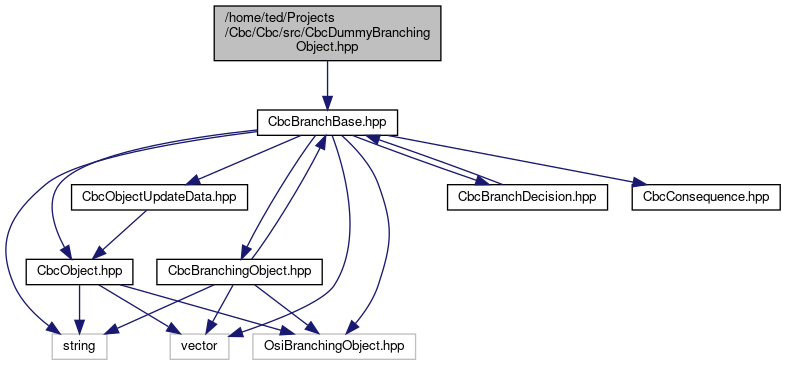 /home/ted/Projects
/Cbc/Cbc/src/CbcDummyBranching
Object.hpp
CbcBranchBase.hpp
CbcObjectUpdateData.hpp
CbcBranchDecision.hpp
CbcConsequence.hpp
CbcObject.hpp
CbcBranchingObject.hpp
string
vector
OsiBranchingObject.hpp